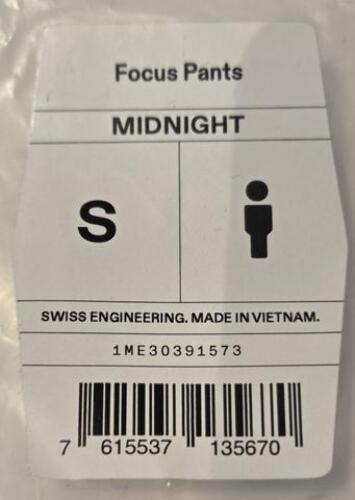 Focus Pants
MIDNIGHT
S
SWISS ENGINEERING. MADE IN VIETNAM.
1ME30391573
7 615537 135670